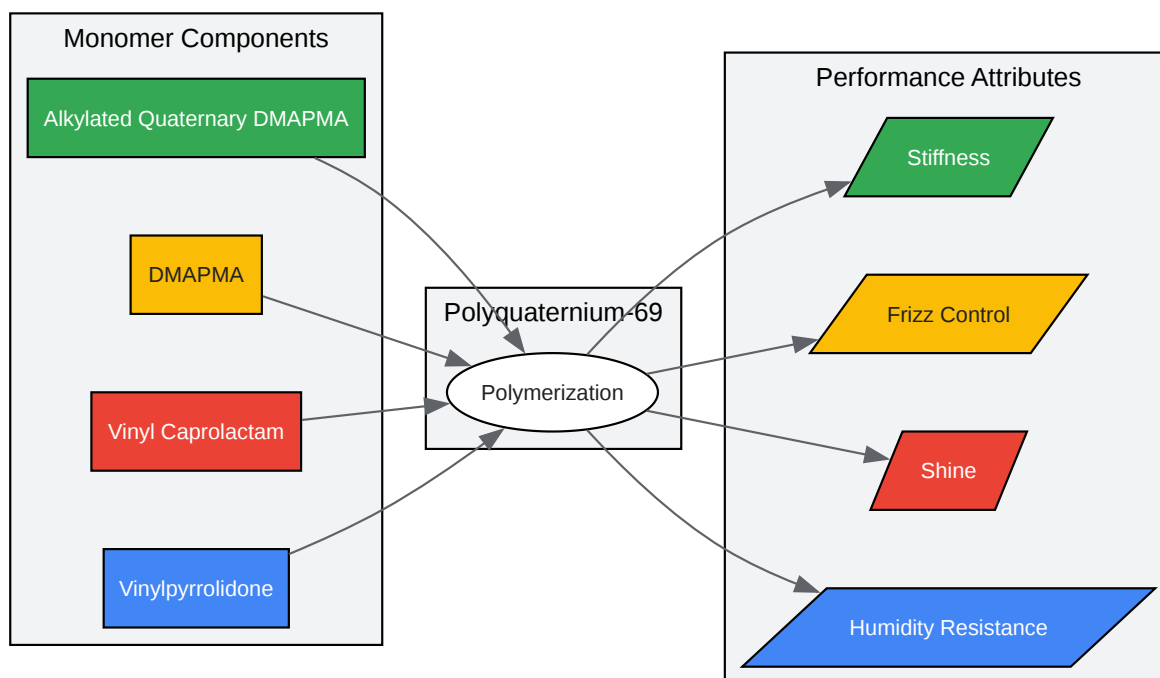 Monomer Components
Alkylated Quaternary DMAPMA
DMAPMA
Vinyl Caprolactam
Vinylpyrrolidone
Polyquaternium-69
Polymerization
Performance Attributes
Stiffness
Frizz Control
Shine
Humidity Resistance